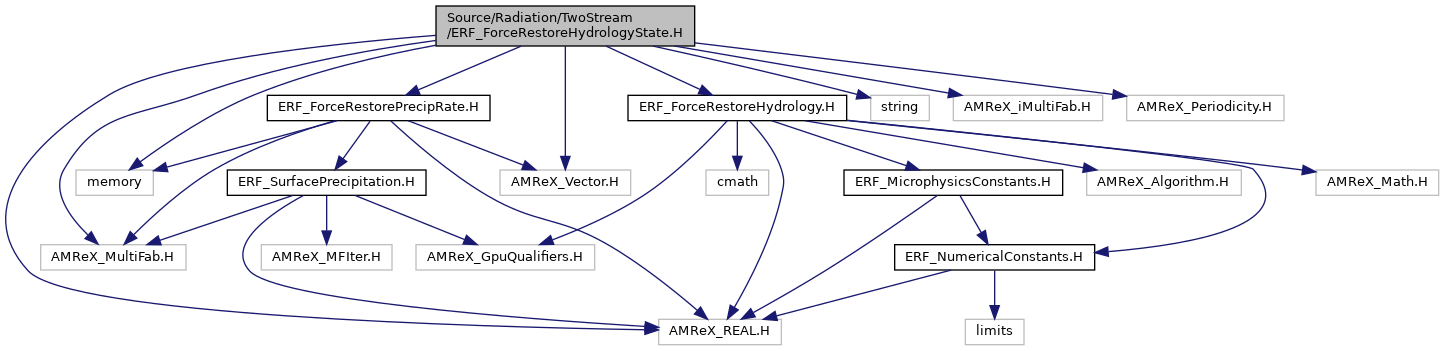 Source/Radiation/TwoStream
/ERF_ForceRestoreHydrologyState.H
ERF_ForceRestorePrecipRate.H
ERF_ForceRestoreHydrology.H
string
AMReX_iMultiFab.H
AMReX_Periodicity.H
memory
ERF_SurfacePrecipitation.H
AMReX_Vector.H
cmath
ERF_MicrophysicsConstants.H
AMReX_Algorithm.H
AMReX_Math.H
AMReX_MultiFab.H
AMReX_MFIter.H
AMReX_GpuQualifiers.H
ERF_NumericalConstants.H
AMReX_REAL.H
limits